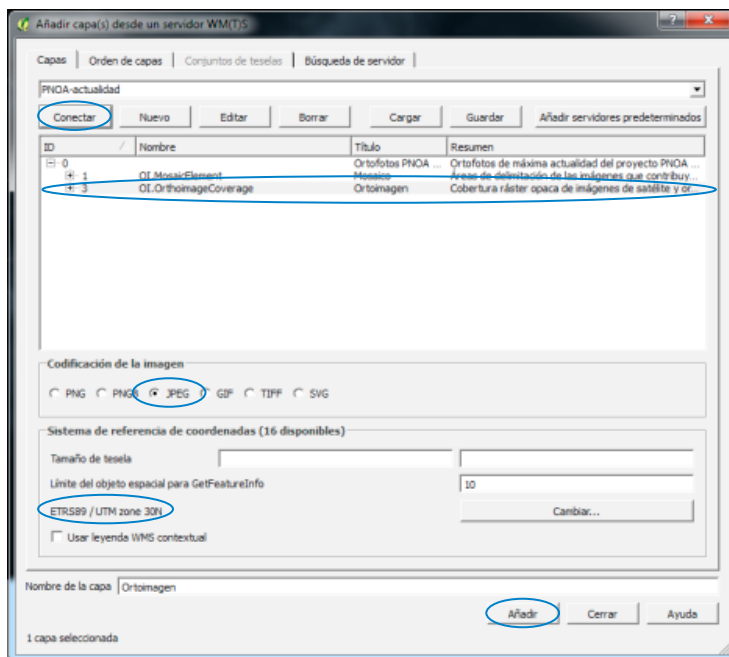 Añadir capa(s) desde un servidor WM(T)S
Capas Orden de capas Conjuntos de teselas Búsqueda de servidor
PNOA-actualidad
Conectar Nuevo Editar Borrar Cargar Guardar Añadir servidores predeterminados
ID Nombre Título Resumen
0 Ortofotos PNOA ... Ortofotos de máxima actualidad del proyecto PNOA ...
1 OI.MosaicElement Mosaico Áreas de delimitación de las imágenes que contribuy...
3 OI.OrthoimageCoverage Ortoimagen Cobertura ráster opaca de imágenes de satélite y or...
Codificación de la imagen
PNG PNG8 JPEG GIF TIFF SVG
Sistema de referencia de coordenadas (16 disponibles)
Tamaño de tesela
Límite del objeto espacial para GetFeatureInfo 10
ETRS89 / UTM zone 30N Cambiar...
Usar leyenda WMS contextual
Nombre de la capa Ortoimagen
Añadir Cerrar Ayuda
1 capa seleccionada